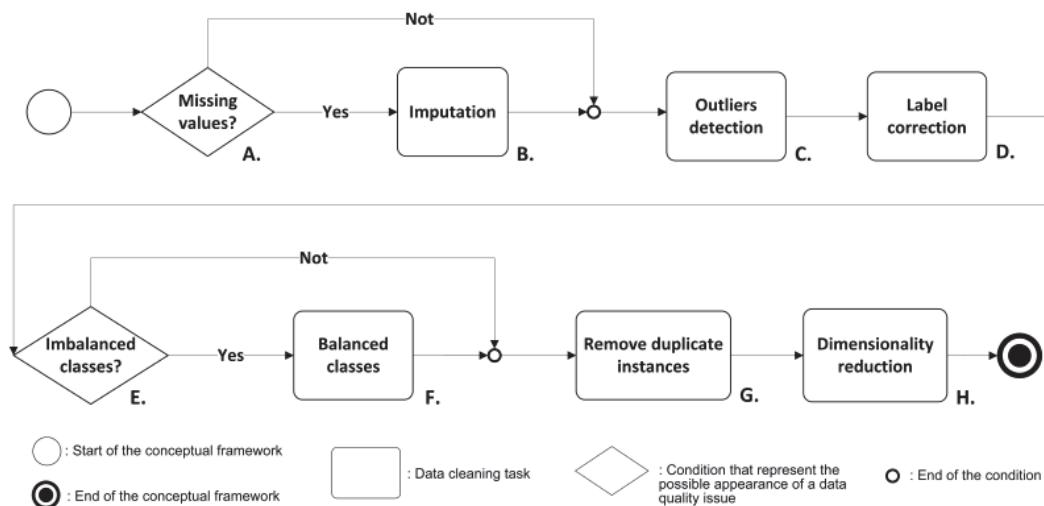 Not
Missing
values?
A.
Yes
Imputation
B.
Outliers
detection
C.
Label
correction
D.
Not
Imbalanced
classes?
E.
Yes
Balanced
classes
F.
Remove duplicate
instances
G.
Dimensionality
reduction
H.
: Start of the conceptual framework
: End of the conceptual framework
: Data cleaning task
: Condition that represent the
possible appearance of a data
quality issue
: End of the condition